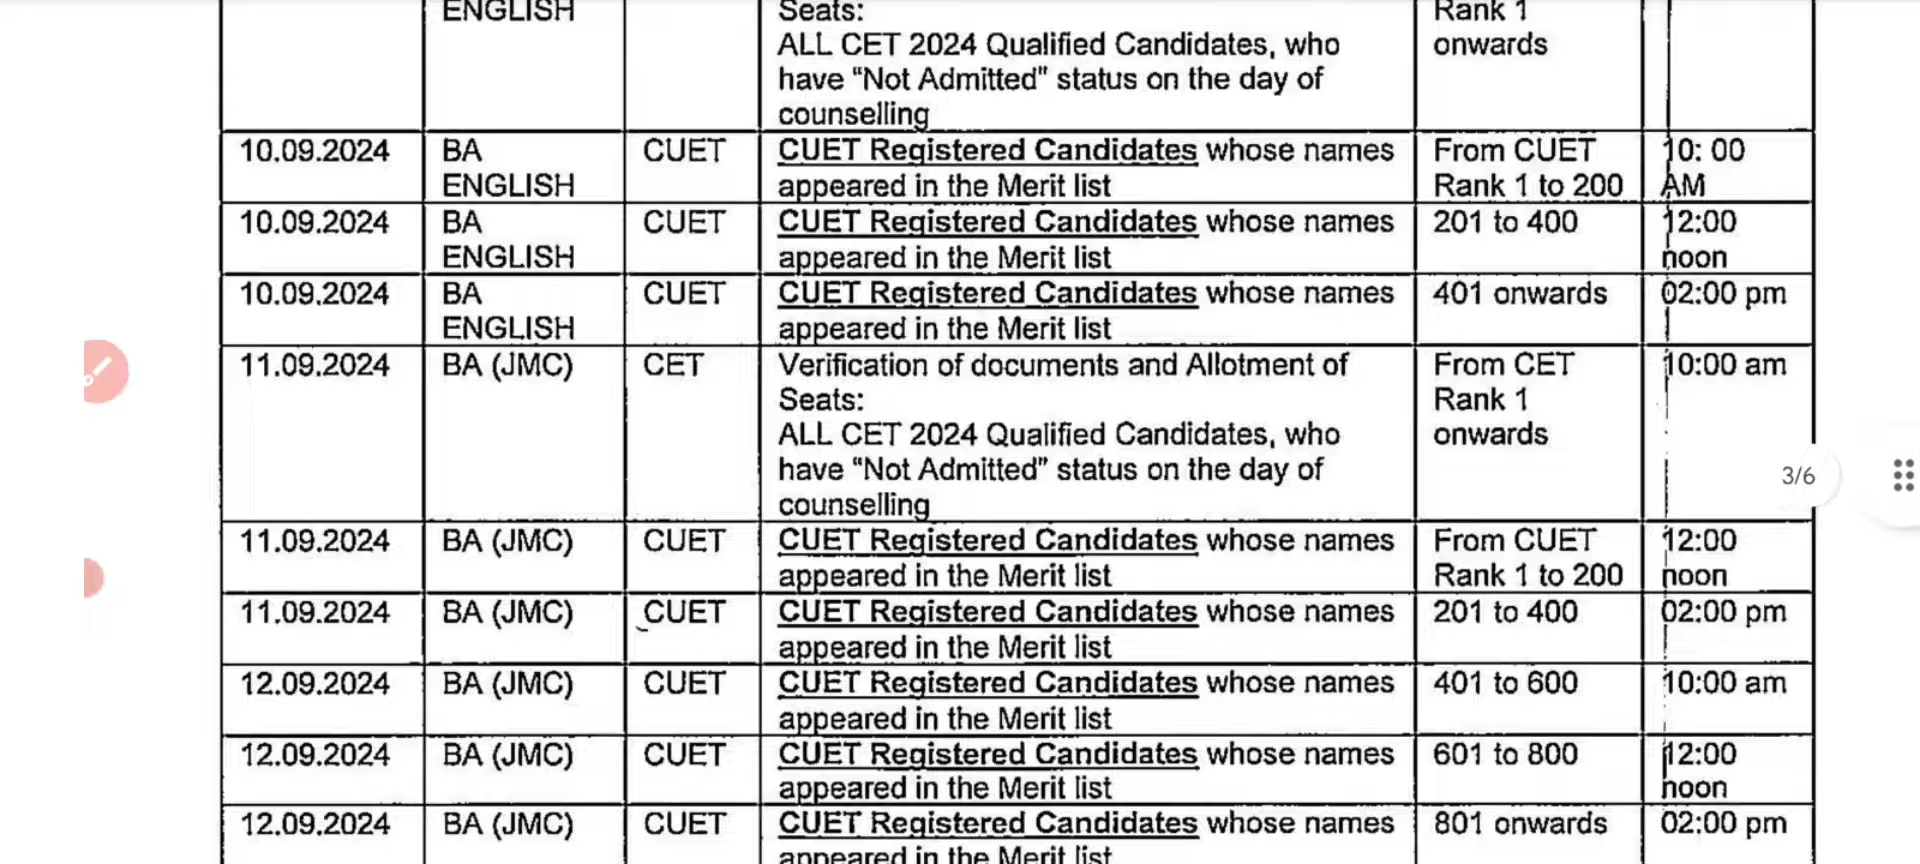 ENGLISH Seats: Rank 1
ALL CET 2024 Qualified Candidates, who onwards
have “Not Admitted” status on the day of
counselling
10.09.2024 BA CUET CUET Registered Candidates whose names From CUET 10: 00
ENGLISH appeared in the Merit list Rank 1 to 200 AM
10.09.2024 BA CUET CUET Registered Candidates whose names 201 to 400 12:00
ENGLISH appeared in the Merit list noon
10.09.2024 BA CUET CUET Registered Candidates whose names 401 onwards 02:00 pm
ENGLISH appeared in the Merit list
11.09.2024 BA (JMC) CET Verification of documents and Allotment of From CET 10:00 am
Seats: Rank 1
ALL CET 2024 Qualified Candidates, who onwards
have “Not Admitted” status on the day of
3/6
counselling
11.09.2024 BA (JMC) CUET CUET Registered Candidates whose names From CUET 12:00
appeared in the Merit list Rank 1 to 200 noon
11.09.2024 BA (JMC) CUET CUET Registered Candidates whose names 201 to 400 02:00 pm
appeared in the Merit list
12.09.2024 BA (JMC) CUET CUET Registered Candidates whose names 401 to 600 10:00 am
appeared in the Merit list
12.09.2024 BA (JMC) CUET CUET Registered Candidates whose names 601 to 800 12:00
appeared in the Merit list noon
12.09.2024 BA (JMC) CUET CUET Registered Candidates whose names 801 onwards 02:00 pm
appeared in the Merit list